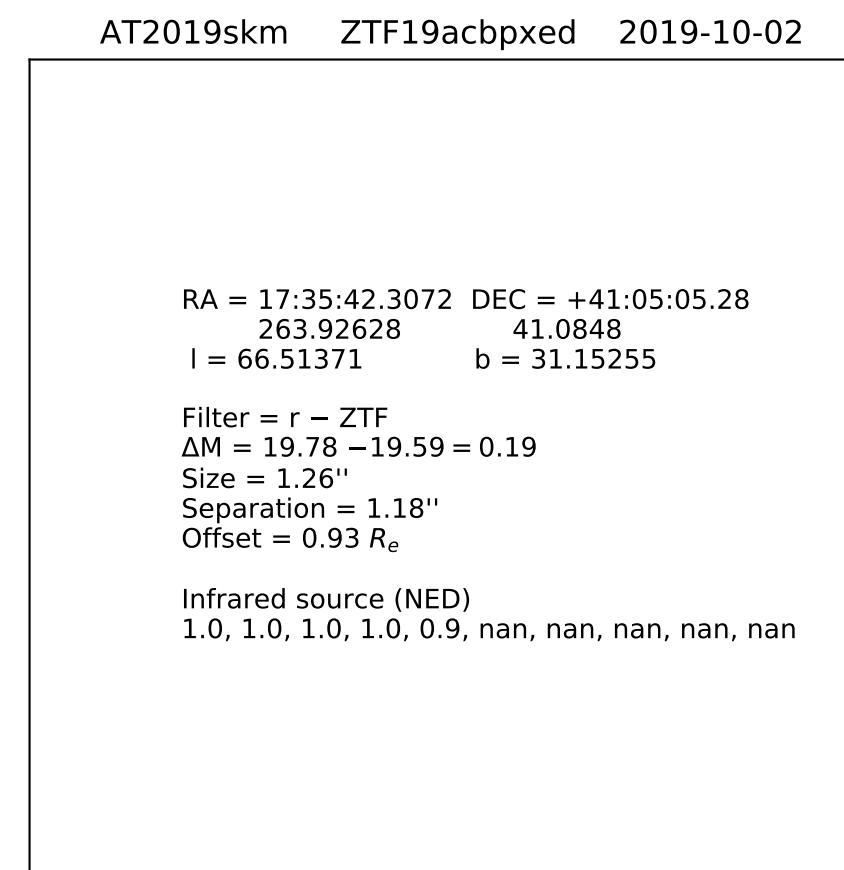 AT2019skm ZTF19acbpxed 2019-10-02
RA = 17:35:42.3072 DEC = +41:05:05.28
263.92628 41.0848
l = 66.51371 b = 31.15255
Filter = r − ZTF
ΔM = 19.78 −19.59 = 0.19
Size = 1.26''
Separation = 1.18''
Offset = 0.93 Re
Infrared source (NED)
1.0, 1.0, 1.0, 1.0, 0.9, nan, nan, nan, nan, nan